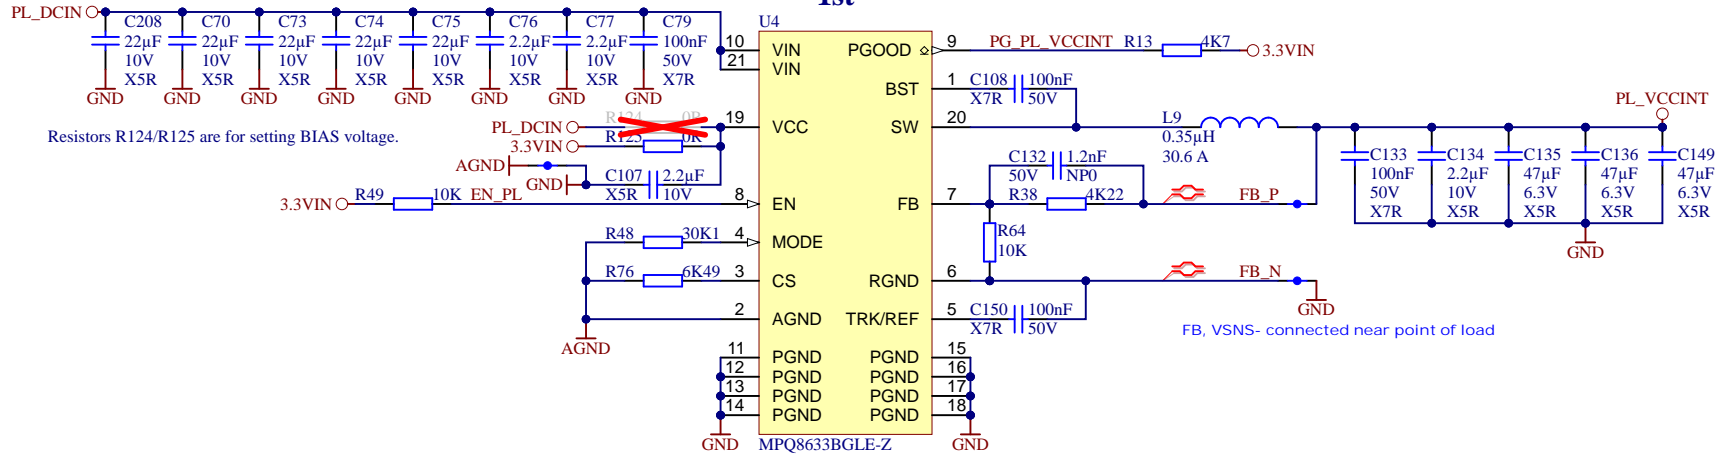 1st
PL_DCIN
C208
22µF
10V
X5R
GND
C70
22µF
10V
X5R
GND
C73
22µF
10V
X5R
GND
C74
22µF
10V
X5R
GND
C75
22µF
10V
X5R
GND
C76
2.2µF
10V
X5R
GND
C77
2.2µF
10V
X5R
GND
C79
100nF
50V
X7R
GND
Resistors R124/R125 are for setting BIAS voltage.
PL_DCIN
R124 0R
3.3VIN
R125 0R
AGND
GND
C107 2.2µF
X5R 10V
3.3VIN
R49 10K
EN_PL
R48 30K1
R76 6K49
AGND
U4
10 VIN
21 VIN
19 VCC
8 EN
4 MODE
3 CS
2 AGND
11 PGND
12 PGND
13 PGND
14 PGND
GND
PGOOD 9
BST 1
SW 20
FB 7
RGND 6
TRK/REF 5
PGND 15
PGND 16
PGND 17
PGND 18
GND
MPQ8633BGLE-Z
PG_PL_VCCINT
R13 4K7
3.3VIN
C108 100nF
X7R 50V
L9
0.35µH
30.6 A
C132 1.2nF
50V NP0
R38 4K22
FB_P
R64
10K
FB_N
GND
C150 100nF
X7R 50V
FB, VSNS- connected near point of load
PL_VCCINT
C133
100nF
50V
X7R
C134
2.2µF
10V
X5R
C135
47µF
6.3V
X5R
C136
47µF
6.3V
X5R
C149
47µF
6.3V
X5R
GND